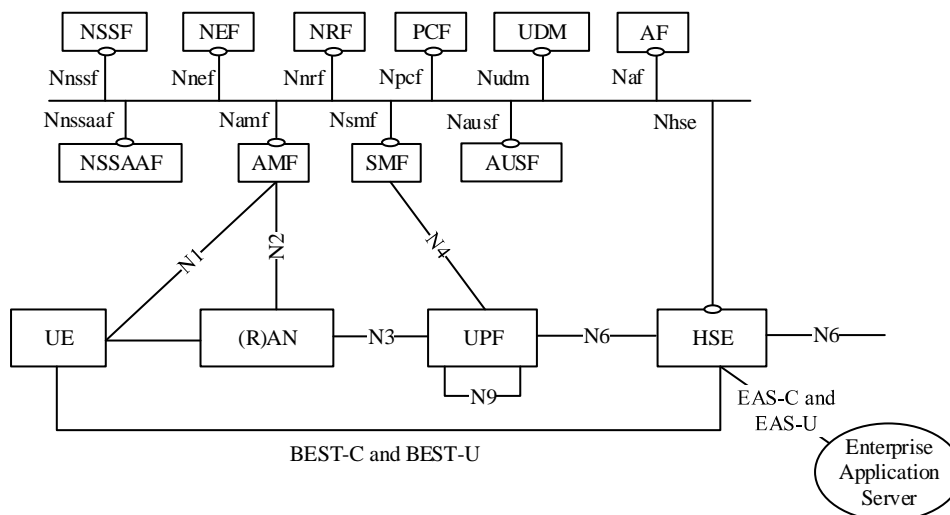 NSSF NEF NRF PCF UDM AF
Nnssf Nnef Nnrf Npcf Nudm Naf
Nnssaaf Namf Nsmf Nausf Nhse
NSSAAF AMF SMF AUSF
N1 N2 N4
UE (R)AN N3 UPF N6 HSE N6
N9
EAS-C and
EAS-U
BEST-C and BEST-U
Enterprise
Application
Server